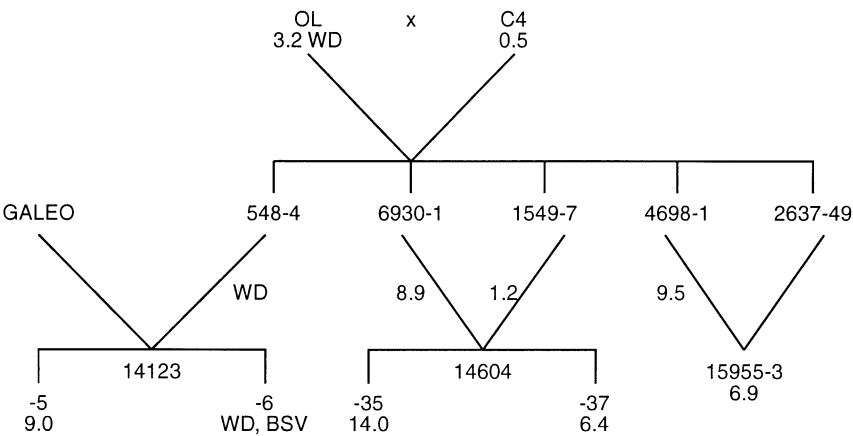 OL x C4
3.2 WD 0.5
GALEO 548-4 6930-1 1549-7 4698-1 2637-49
WD 8.9 1.2 9.5
14123 14604 15955-3
6.9
-5 -6 -35 -37
9.0 WD, BSV 14.0 6.4